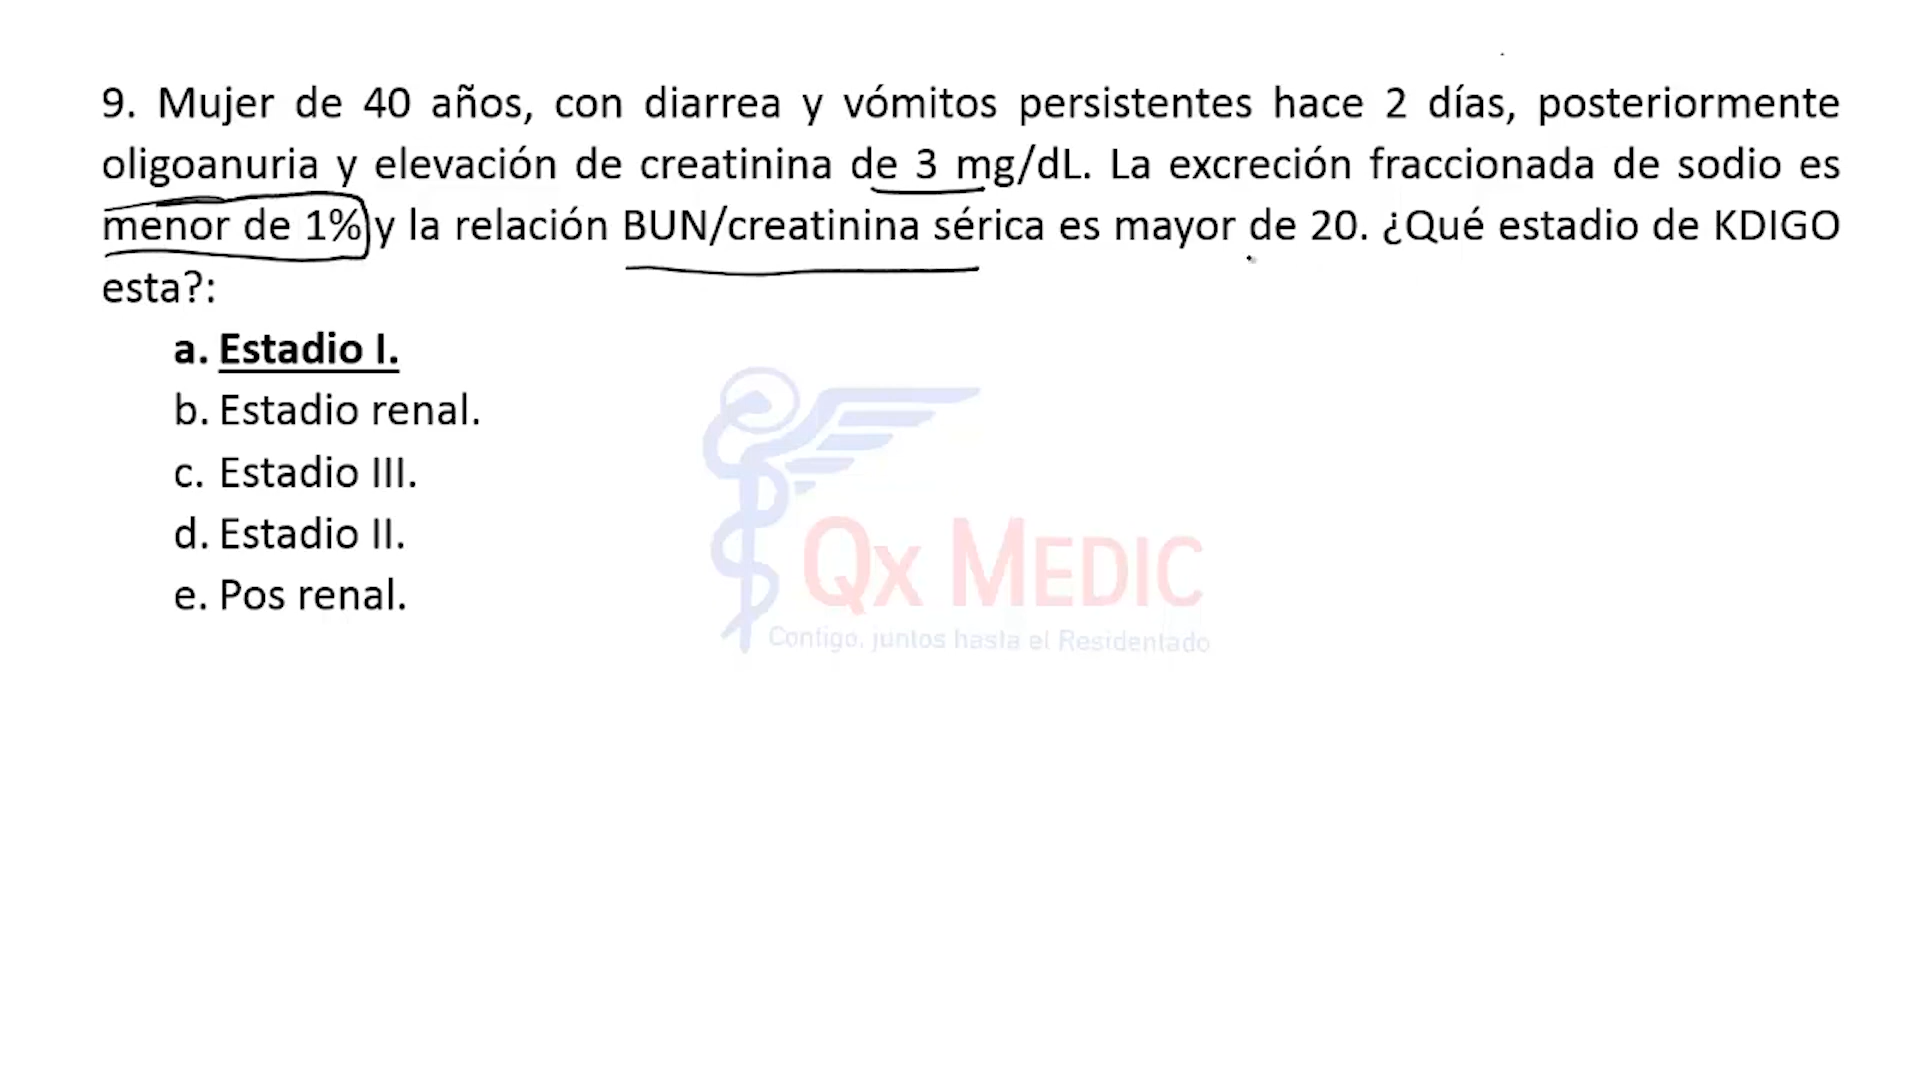 9. Mujer de 40 años, con diarrea y vómitos persistentes hace 2 días, posteriormente
oligoanuria y elevación de creatinina de 3 mg/dL. La excreción fraccionada de sodio es
menor de 1% y la relación BUN/creatinina sérica es mayor de 20. ¿Qué estadio de KDIGO
esta?:
a. Estadio I.
b. Estadio renal.
c. Estadio III.
d. Estadio II.
e. Pos renal.
Qx MEDIC
Contigo, juntos hasta el Residentado